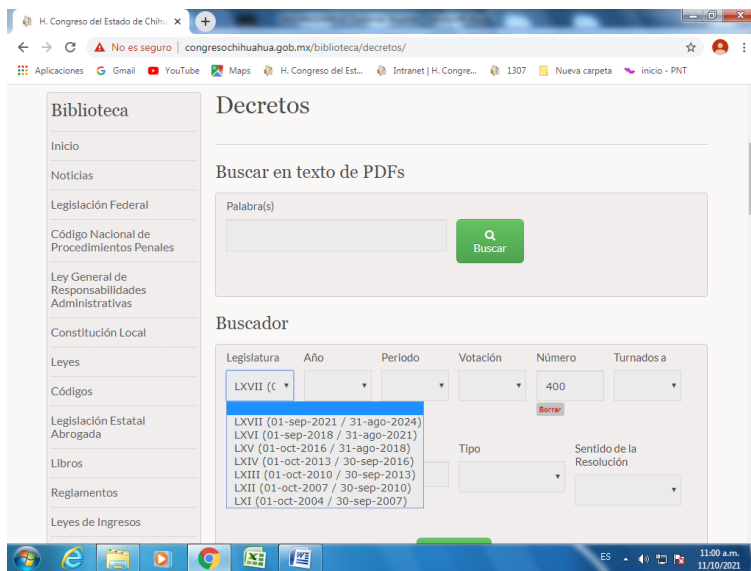 H. Congreso del Estado de Chihu
No es seguro | congresochihuahua.gob.mx/biblioteca/decretos/
Aplicaciones Gmail YouTube Maps H. Congreso del Est... Intranet | H. Congre... 1307 Nueva carpeta inicio - PNT
Biblioteca
Inicio
Noticias
Legislación Federal
Código Nacional de
Procedimientos Penales
Ley General de
Responsabilidades
Administrativas
Constitución Local
Leyes
Códigos
Legislación Estatal
Abrogada
Libros
Reglamentos
Leyes de Ingresos
Decretos
Buscar en texto de PDFs
Palabra(s)
Buscar
Buscador
Legislatura Año Periodo Votación Número Turnados a
LXVII (0 400
Borrar
LXVII (01-sep-2021 / 31-ago-2024)
LXVI (01-sep-2018 / 31-ago-2021)
LXV (01-oct-2016 / 31-ago-2018)
LXIV (01-oct-2013 / 30-sep-2016)
LXIII (01-oct-2010 / 30-sep-2013)
LXII (01-oct-2007 / 30-sep-2010)
LXI (01-oct-2004 / 30-sep-2007)
Tipo Sentido de la
Resolución
ES 11:00 a.m.
11/10/2021